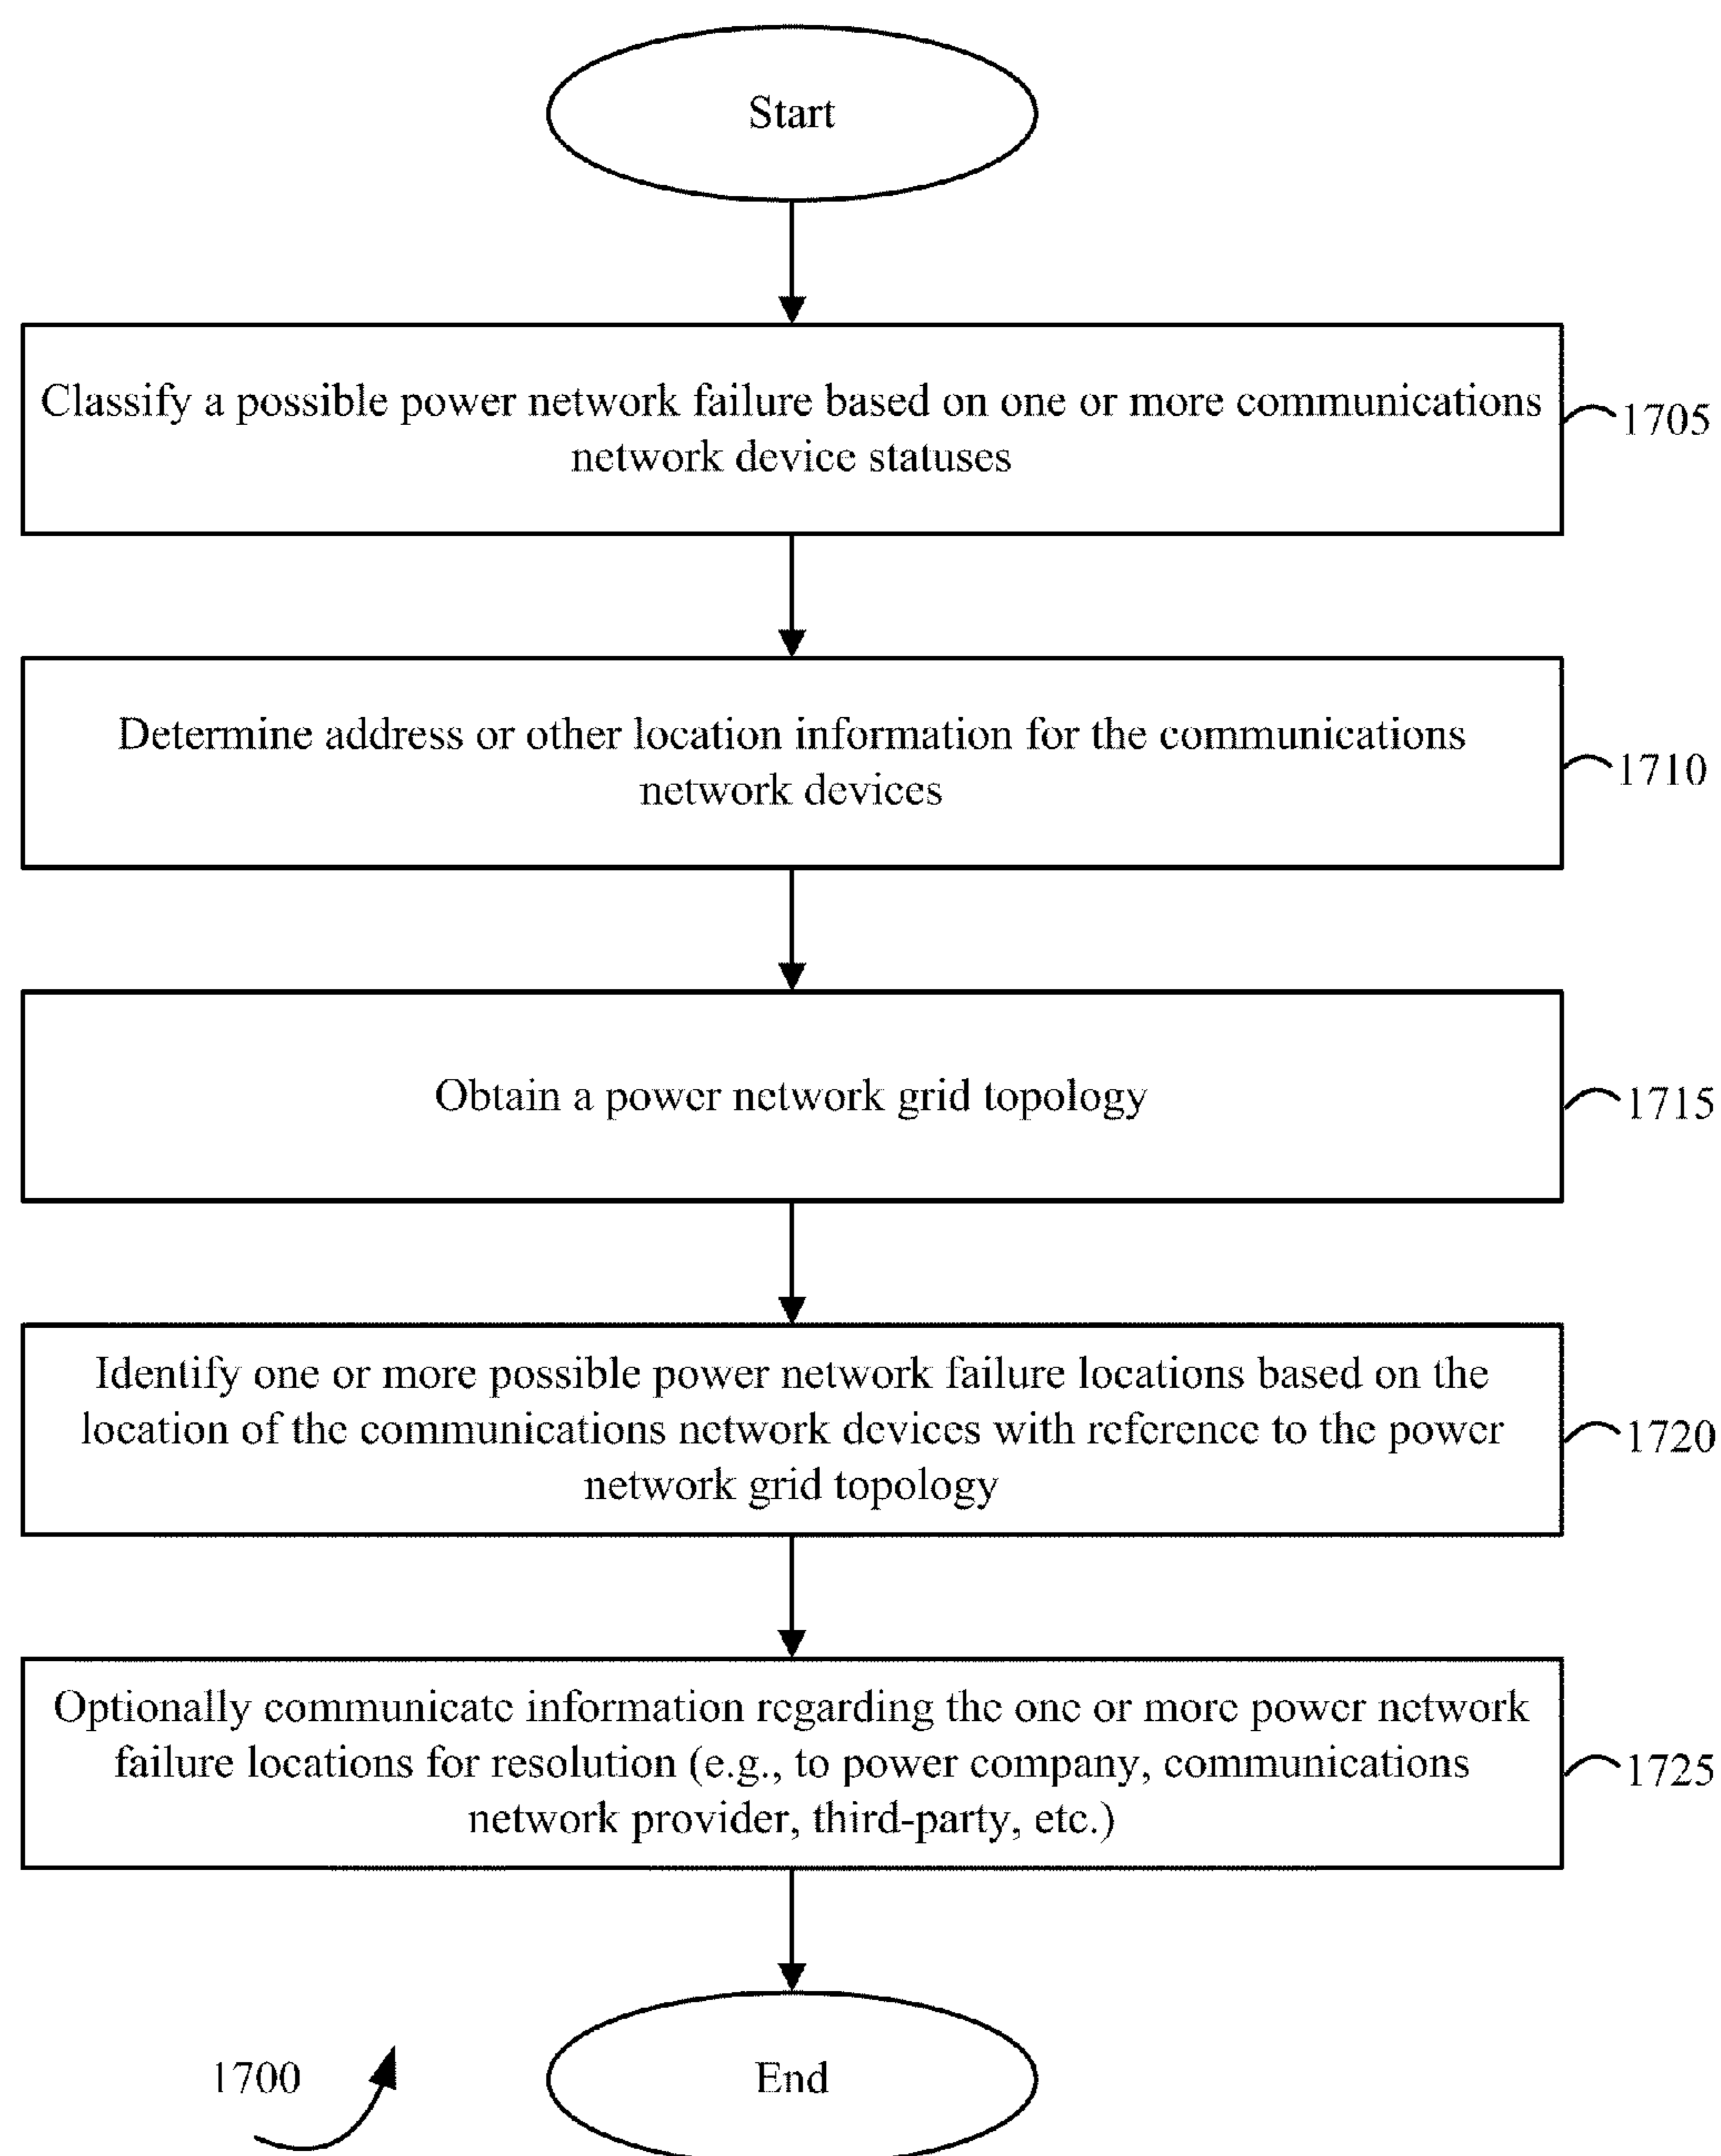 Start
Classify a possible power network failure based on one or more communications
network device statuses
1705
Determine address or other location information for the communications
network devices
1710
Obtain a power network grid topology
1715
Identify one or more possible power network failure locations based on the
location of the communications network devices with reference to the power
network grid topology
1720
Optionally communicate information regarding the one or more power network
failure locations for resolution (e.g., to power company, communications
network provider, third-party, etc.)
1725
1700
End